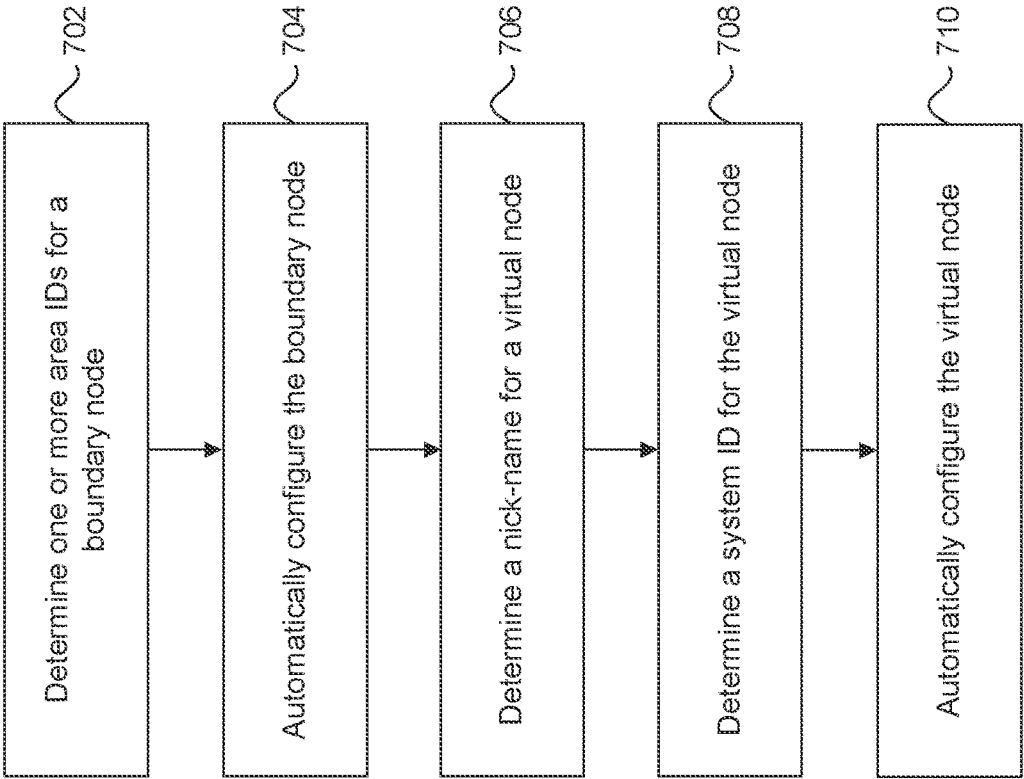 702
Determine one or more area IDs for a
boundary node
704
Automatically configure the boundary node
706
Determine a nick-name for a virtual node
708
Determine a system ID for the virtual node
710
Automatically configure the virtual node